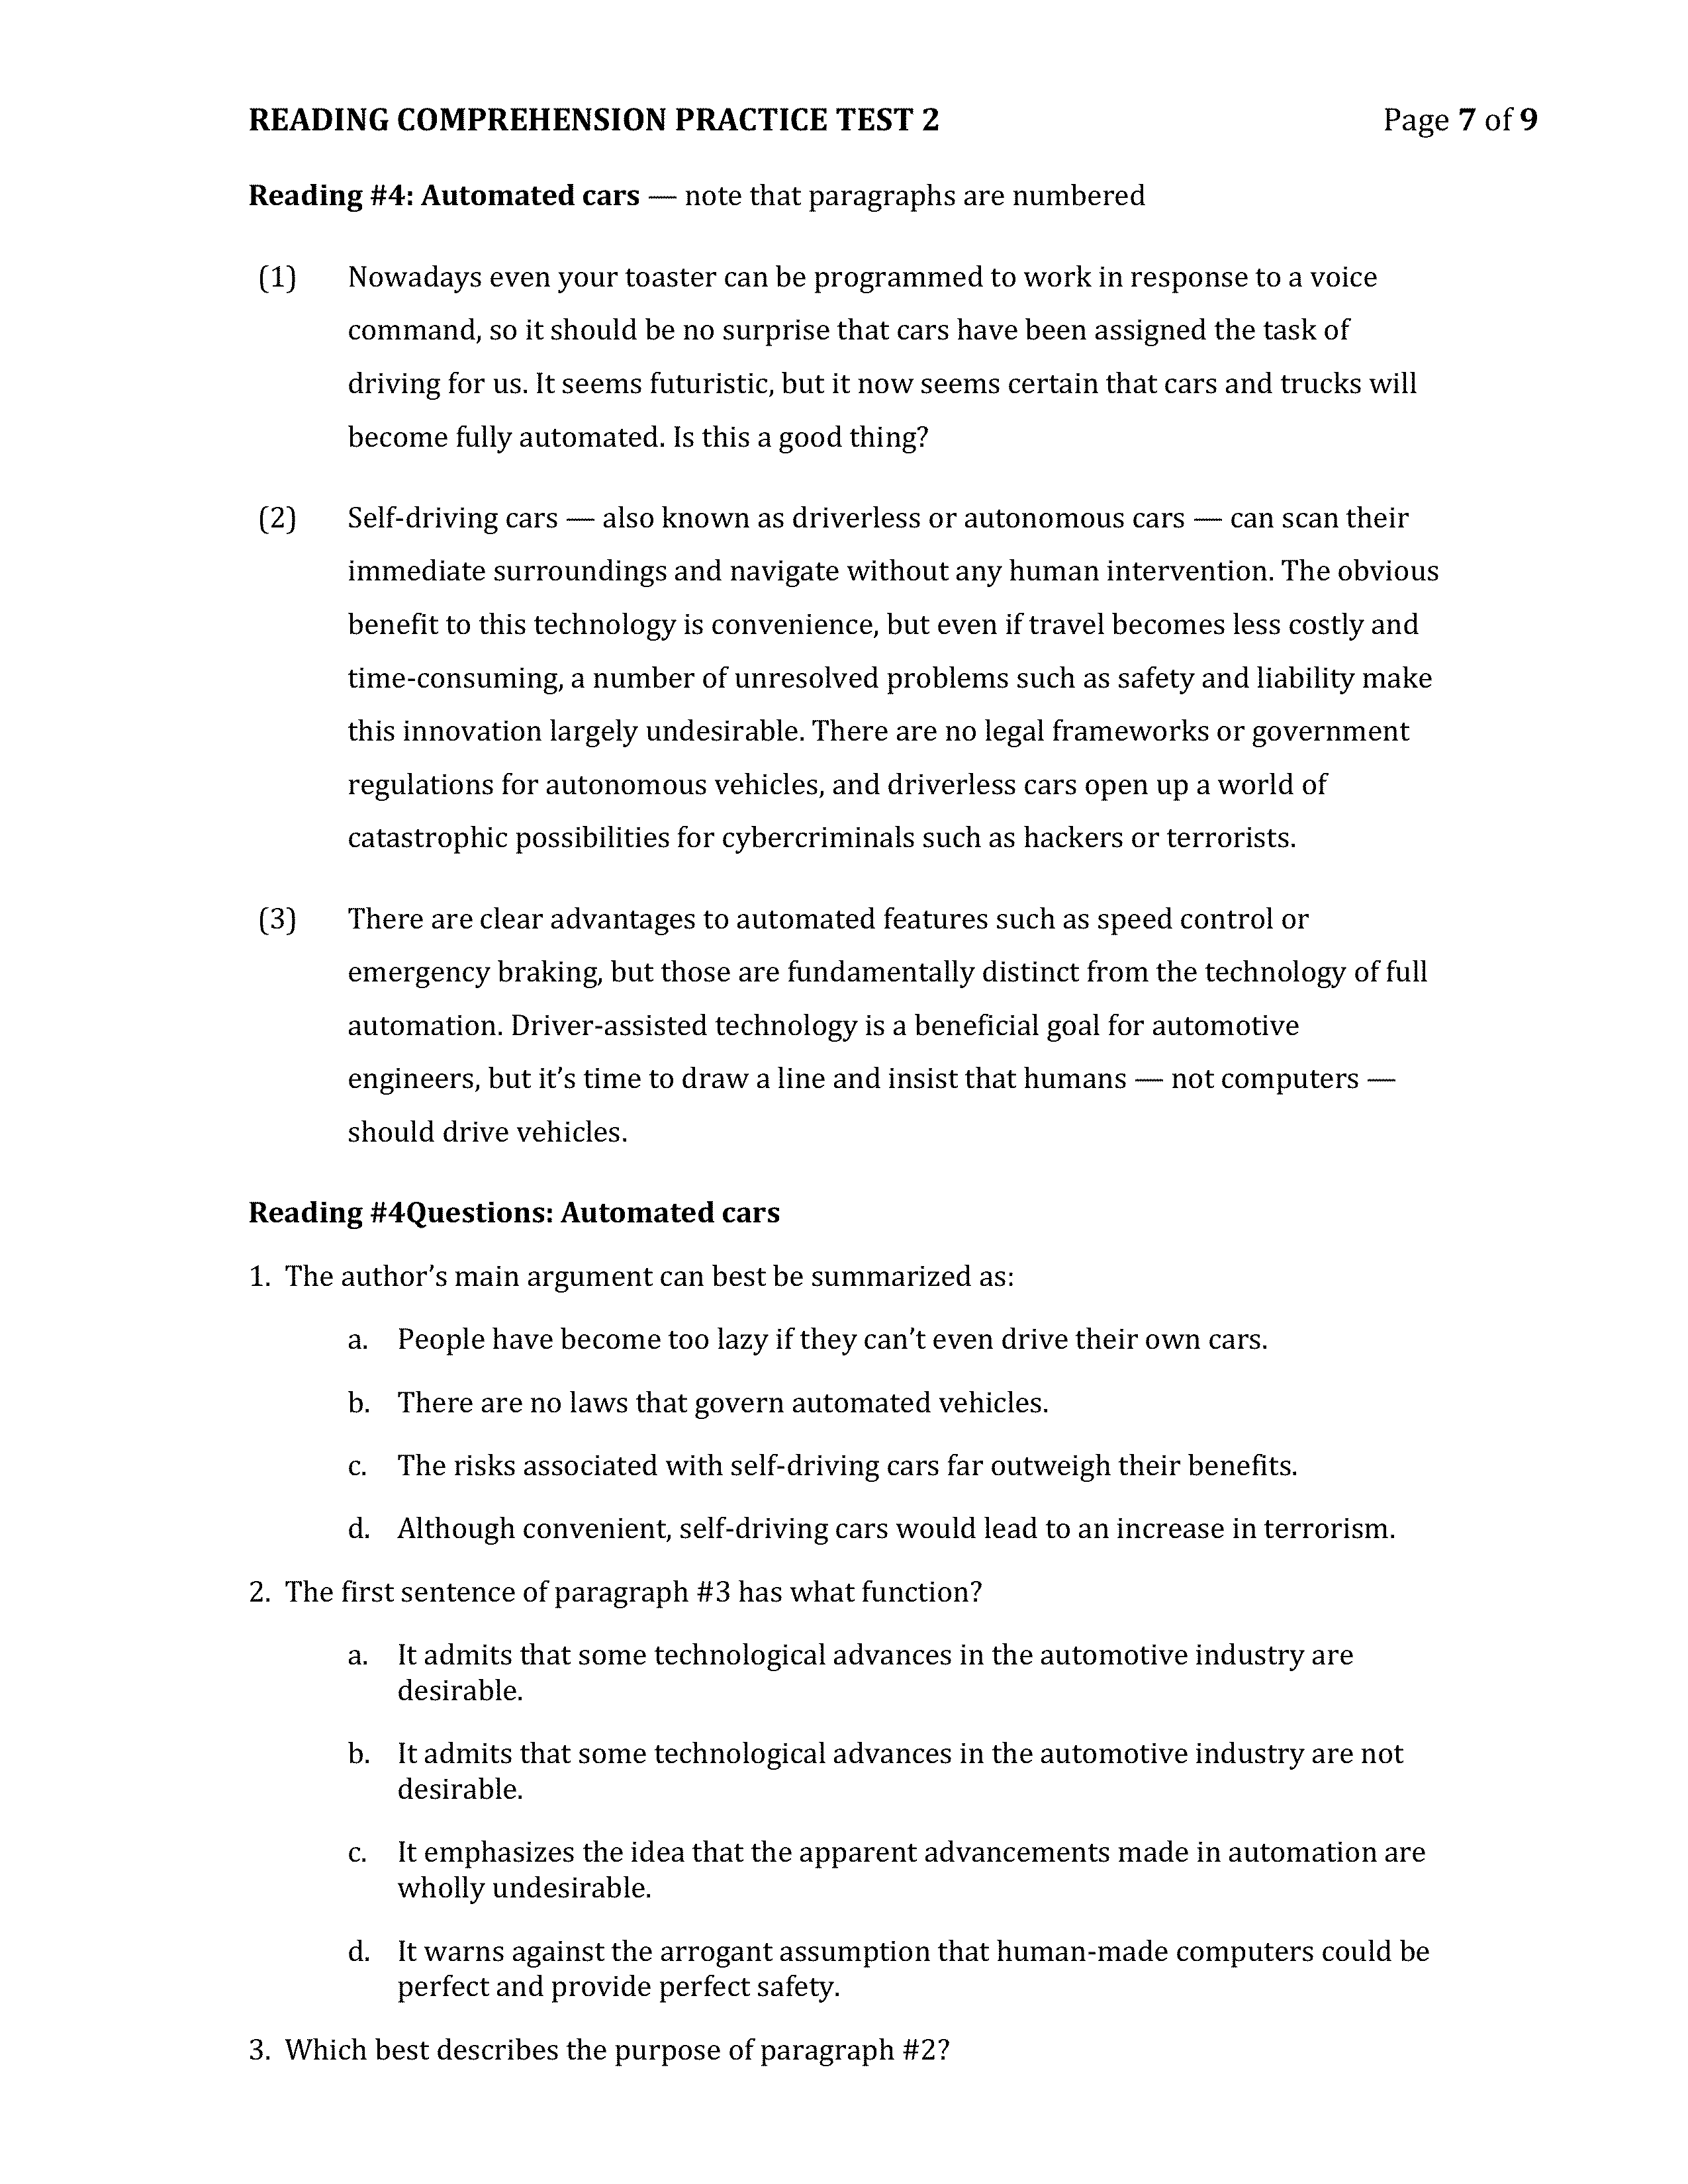 READING COMPREHENSION PRACTICE TEST 2 Page 7 of 9
Reading #4: Automated cars — note that paragraphs are numbered
(1) Nowadays even your toaster can be programmed to work in response to a voice
command, so it should be no surprise that cars have been assigned the task of
driving for us. It seems futuristic, but it now seems certain that cars and trucks will
become fully automated. Is this a good thing?
(2) Self-driving cars — also known as driverless or autonomous cars — can scan their
immediate surroundings and navigate without any human intervention. The obvious
benefit to this technology is convenience, but even if travel becomes less costly and
time-consuming, a number of unresolved problems such as safety and liability make
this innovation largely undesirable. There are no legal frameworks or government
regulations for autonomous vehicles, and driverless cars open up a world of
catastrophic possibilities for cybercriminals such as hackers or terrorists.
(3) There are clear advantages to automated features such as speed control or
emergency braking, but those are fundamentally distinct from the technology of full
automation. Driver-assisted technology is a beneficial goal for automotive
engineers, but it’s time to draw a line and insist that humans — not computers —
should drive vehicles.
Reading #4Questions: Automated cars
1. The author’s main argument can best be summarized as:
a. People have become too lazy if they can’t even drive their own cars.
b. There are no laws that govern automated vehicles.
c. The risks associated with self-driving cars far outweigh their benefits.
d. Although convenient, self-driving cars would lead to an increase in terrorism.
2. The first sentence of paragraph #3 has what function?
a. It admits that some technological advances in the automotive industry are
desirable.
b. It admits that some technological advances in the automotive industry are not
desirable.
c. It emphasizes the idea that the apparent advancements made in automation are
wholly undesirable.
d. It warns against the arrogant assumption that human-made computers could be
perfect and provide perfect safety.
3. Which best describes the purpose of paragraph #2?